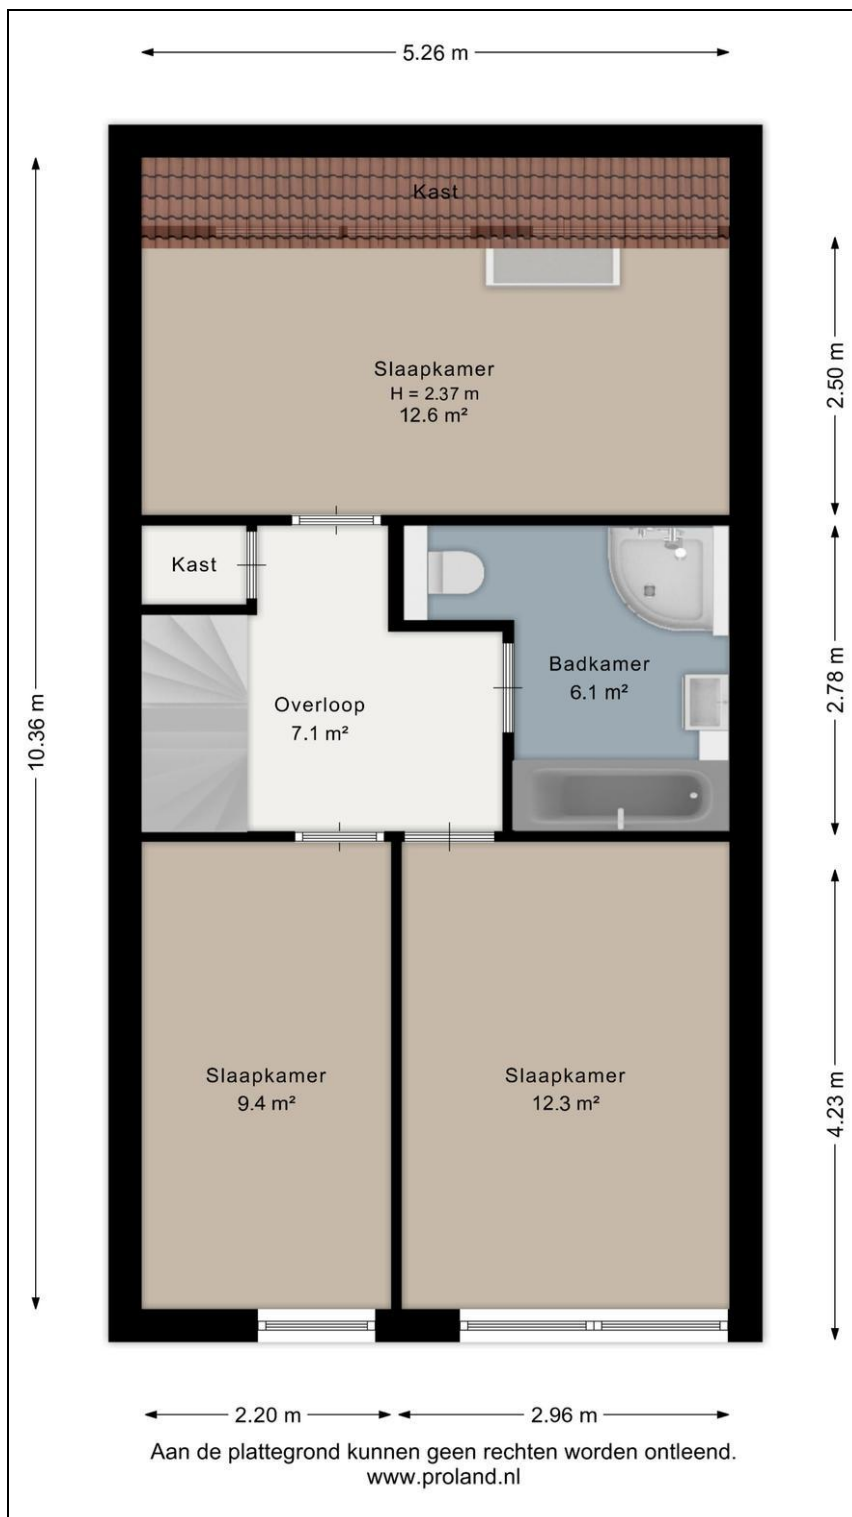 5.26 m
Kast
2.50 m
Slaapkamer
H = 2.37 m
12.6 m²
Kast
Badkamer
6.1 m²
2.78 m
Overloop
7.1 m²
10.36 m
Slaapkamer
9.4 m²
Slaapkamer
12.3 m²
4.23 m
2.20 m
2.96 m
Aan de plattegrond kunnen geen rechten worden ontleend.
www.proland.nl